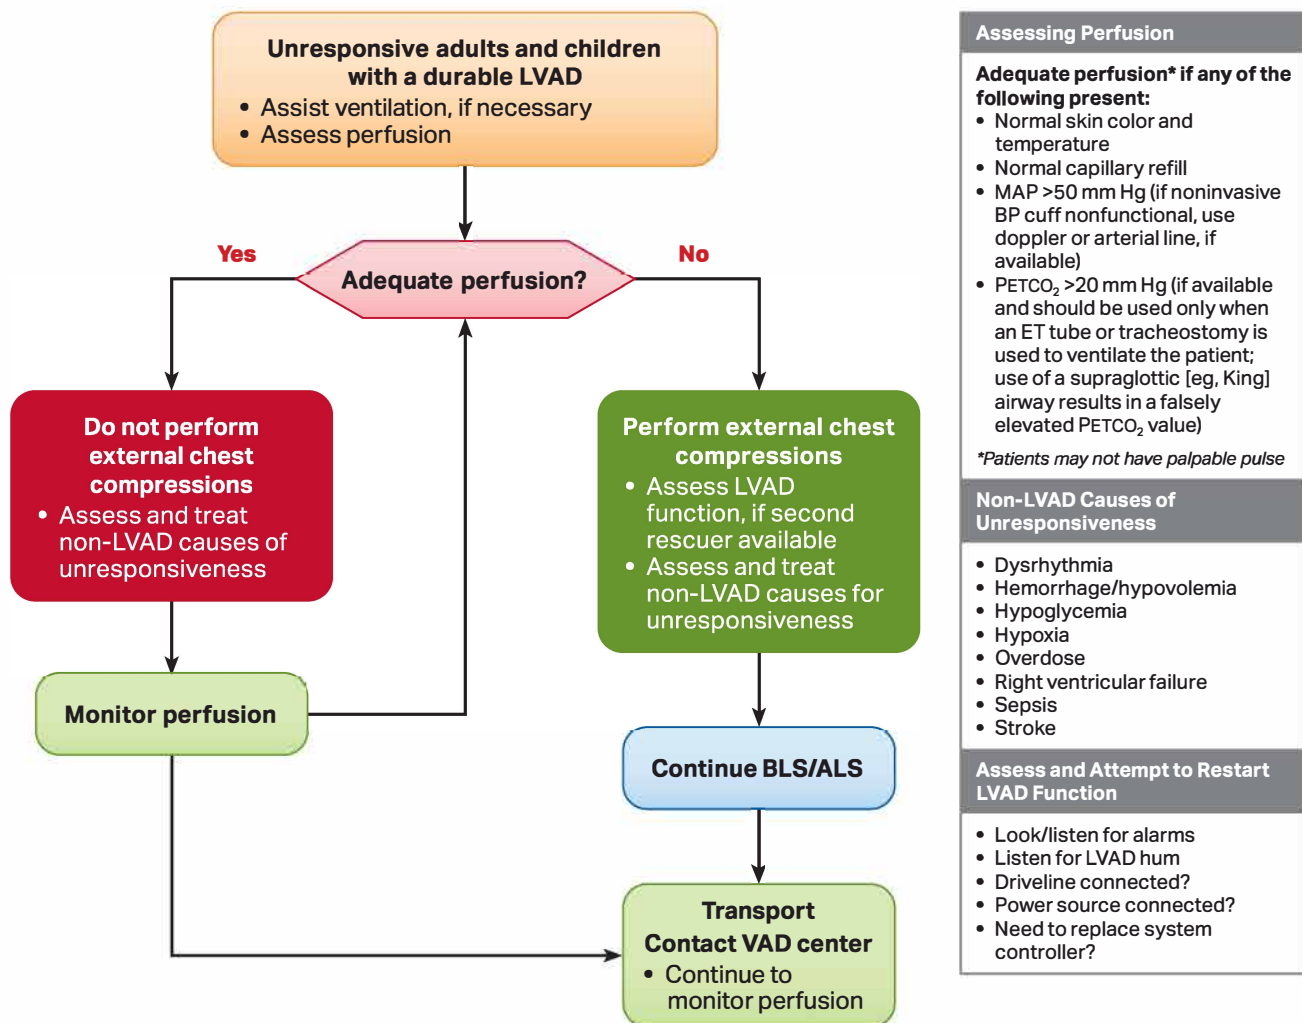 Unresponsive adults and children
with a durable LVAD
• Assist ventilation, if necessary
• Assess perfusion
Adequate perfusion?
Yes
No
Do not perform
external chest
compressions
• Assess and treat
non-LVAD causes of
unresponsiveness
Perform external chest
compressions
• Assess LVAD
function, if second
rescuer available
• Assess and treat
non-LVAD causes for
unresponsiveness
Monitor perfusion
Continue BLS/ALS
Transport
Contact VAD center
• Continue to
monitor perfusion
Assessing Perfusion
Adequate perfusion* if any of the
following present:
• Normal skin color and
temperature
• Normal capillary refill
• MAP >50 mm Hg (if noninvasive
BP cuff nonfunctional, use
doppler or arterial line, if
available)
• PETCO₂ >20 mm Hg (if available
and should be used only when
an ET tube or tracheostomy is
used to ventilate the patient;
use of a supraglottic [eg, King]
airway results in a falsely
elevated PETCO₂ value)
*Patients may not have palpable pulse
Non-LVAD Causes of
Unresponsiveness
• Dysrhythmia
• Hemorrhage/hypovolemia
• Hypoglycemia
• Hypoxia
• Overdose
• Right ventricular failure
• Sepsis
• Stroke
Assess and Attempt to Restart
LVAD Function
• Look/listen for alarms
• Listen for LVAD hum
• Driveline connected?
• Power source connected?
• Need to replace system
controller?